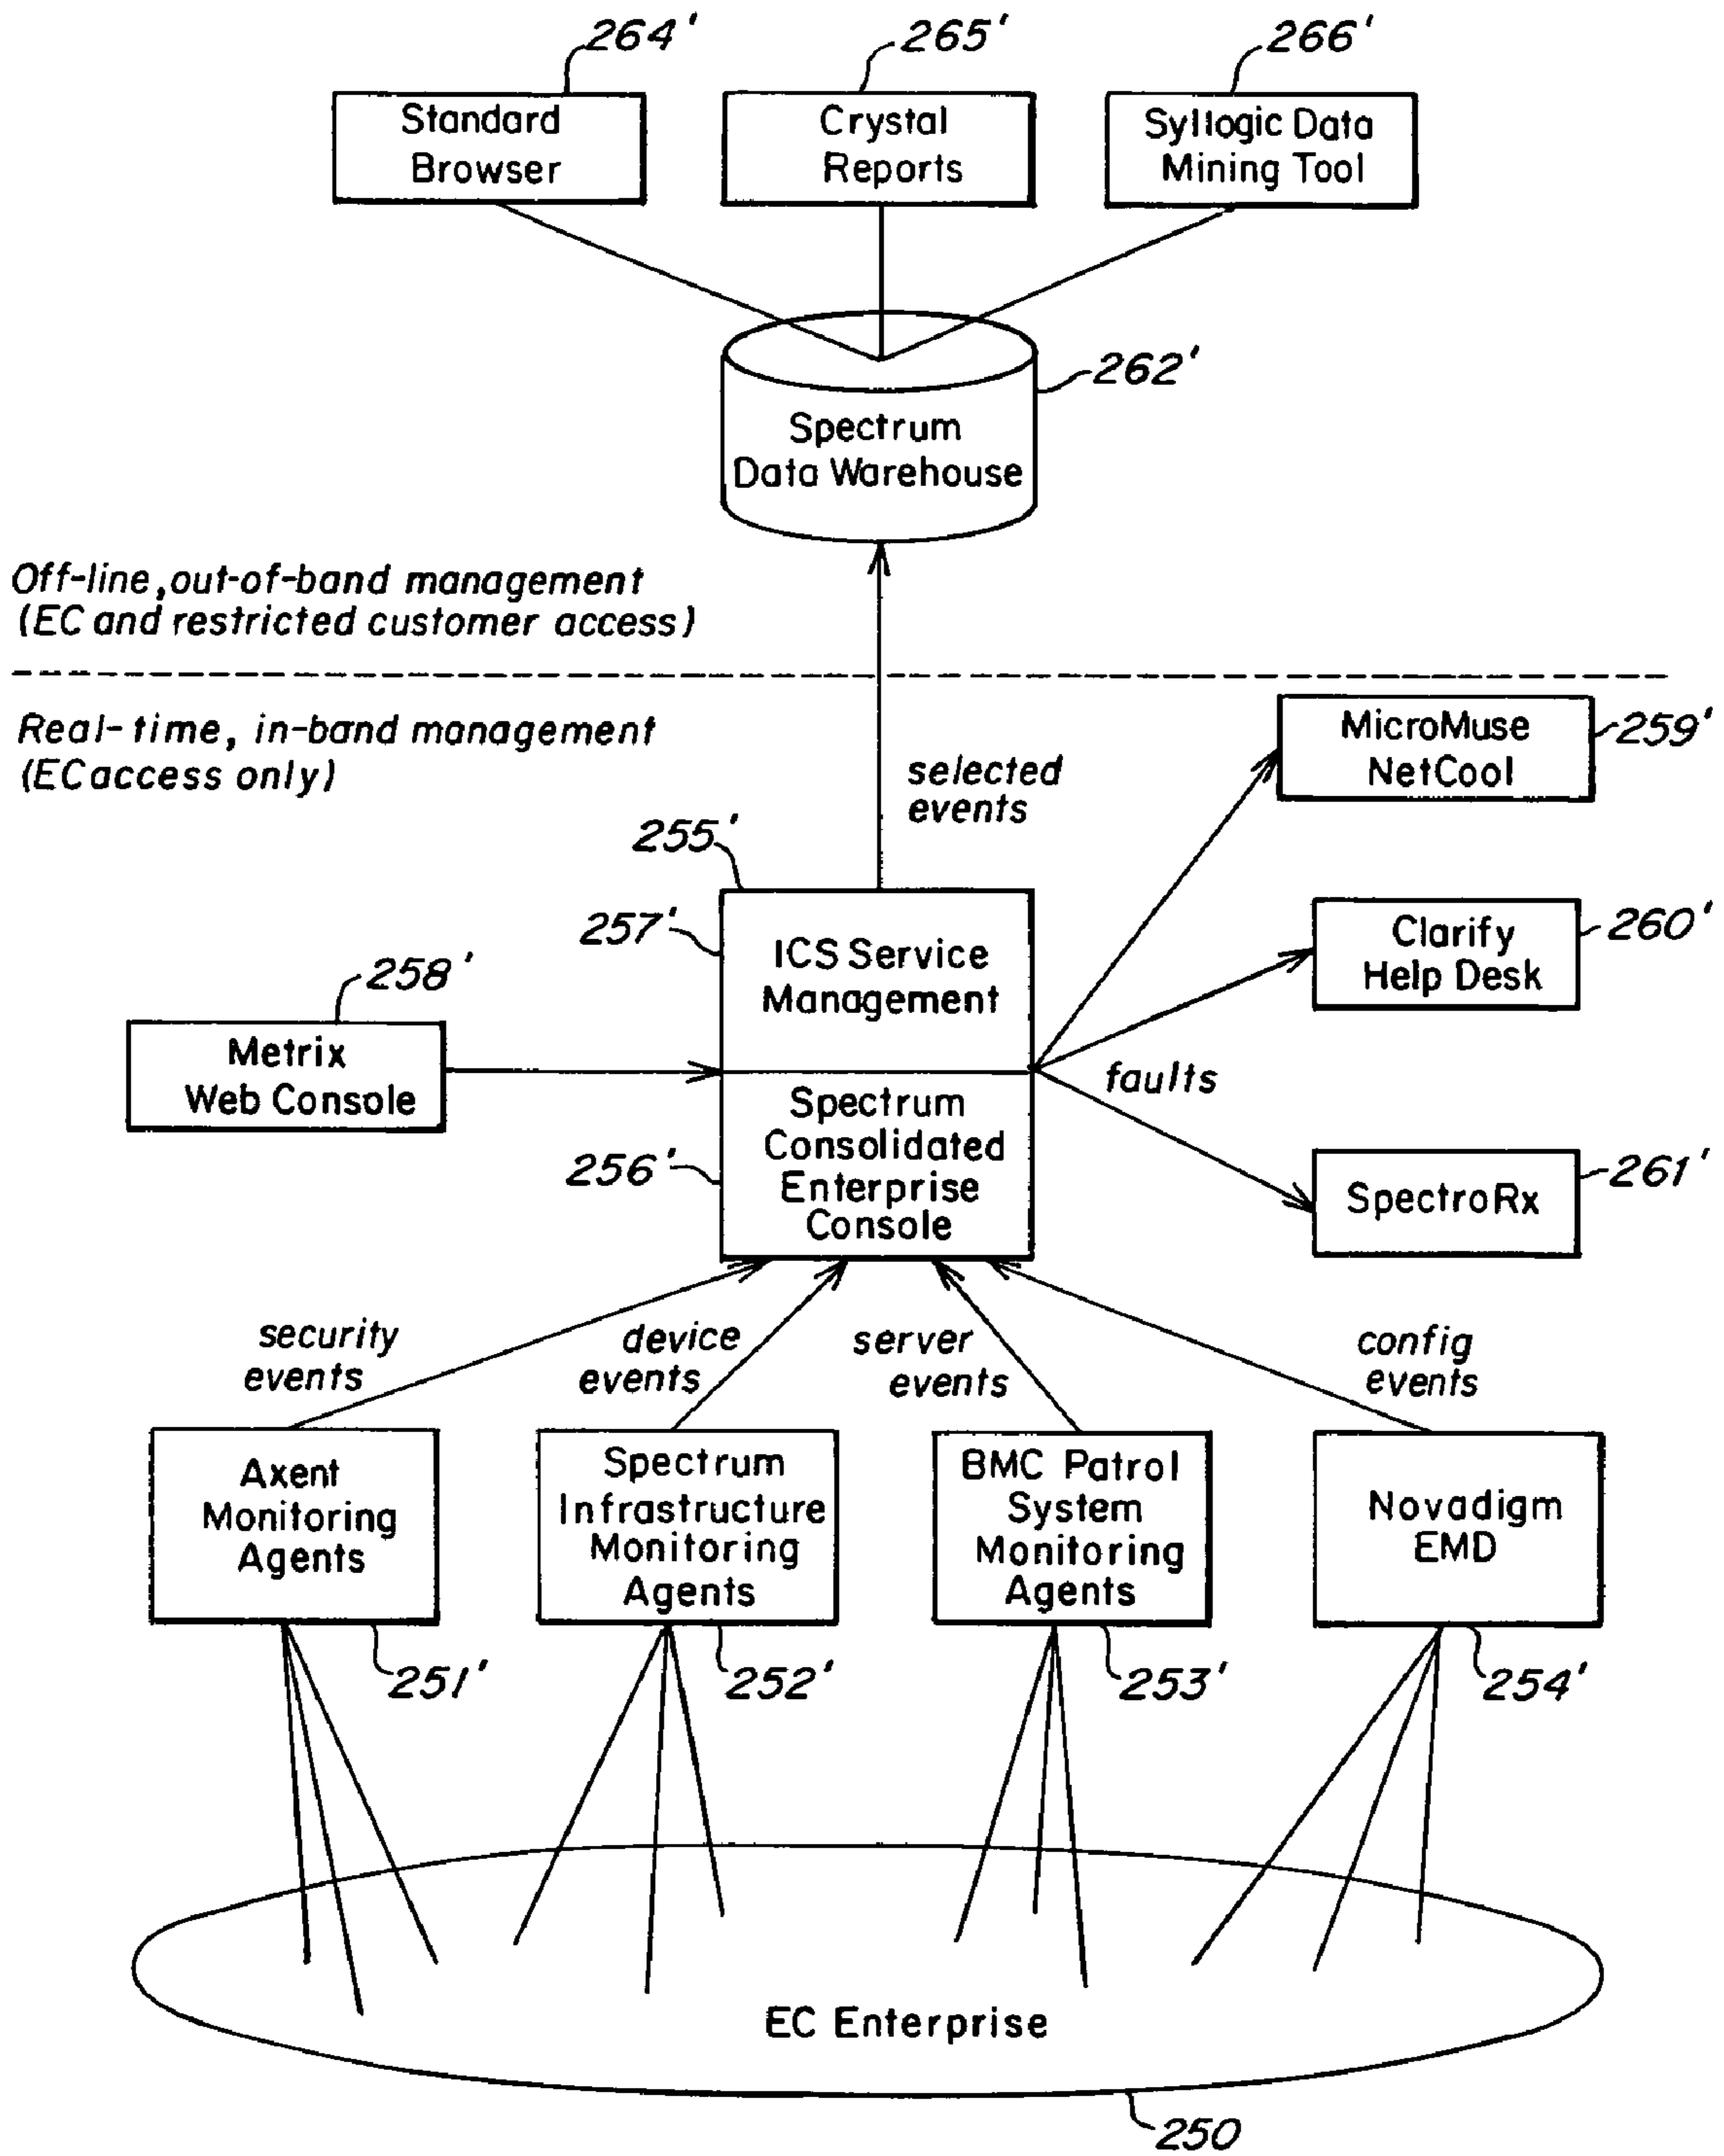 264'
265'
266'
Standard
Browser
Crystal
Reports
Syllogic Data
Mining Tool
262'
Spectrum
Data Warehouse
Off-line, out-of-band management
(EC and restricted customer access)
Real-time, in-band management
(EC access only)
selected
events
MicroMuse
NetCool
259'
255'
257'
ICS Service
Management
Clarify
Help Desk
260'
258'
Metrix
Web Console
faults
256'
Spectrum
Consolidated
Enterprise
Console
SpectroRx
261'
security
events
device
events
server
events
config
events
Axent
Monitoring
Agents
Spectrum
Infrastructure
Monitoring
Agents
BMC Patrol
System
Monitoring
Agents
Novadigm
EMD
251'
252'
253'
254'
EC Enterprise
250